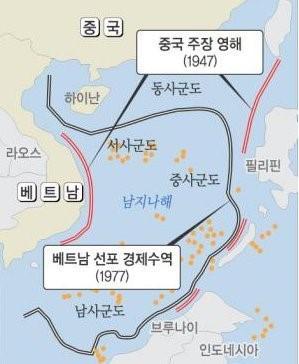 중국
중국 주장 영해
(1947)
하이난
동사군도
라오스
서사군도
필리핀
베트남
중사군도
남지나해
베트남 선포 경제수역
(1977)
남사군도
브루나이
인도네시아